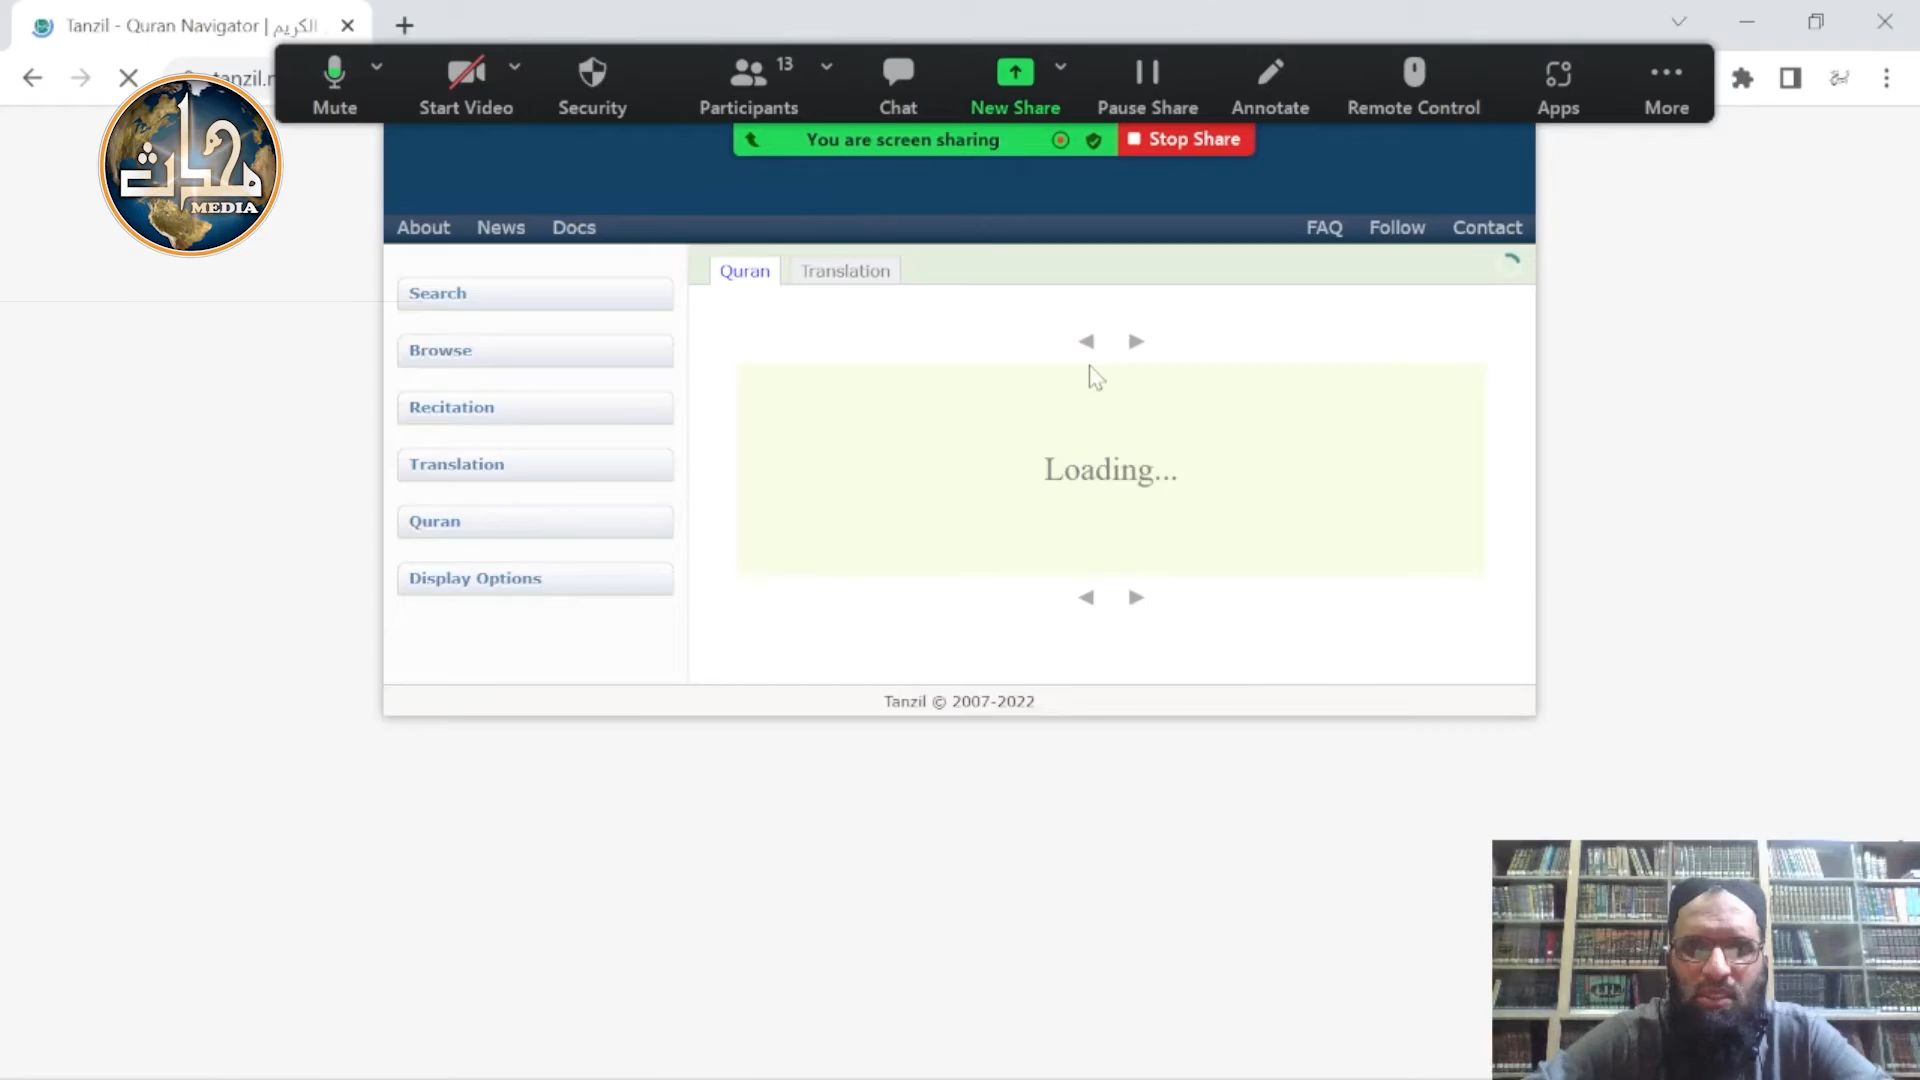 Tanzil - Quran Navigator | الكريم
tanzil.n
Mute
Start Video
Security
Participants
13
Chat
New Share
Pause Share
Annotate
Remote Control
Apps
More
You are screen sharing
Stop Share
محدث
MEDIA
About
News
Docs
FAQ
Follow
Contact
Quran
Translation
Search
Browse
Recitation
Translation
Quran
Display Options
Loading...
Tanzil © 2007-2022